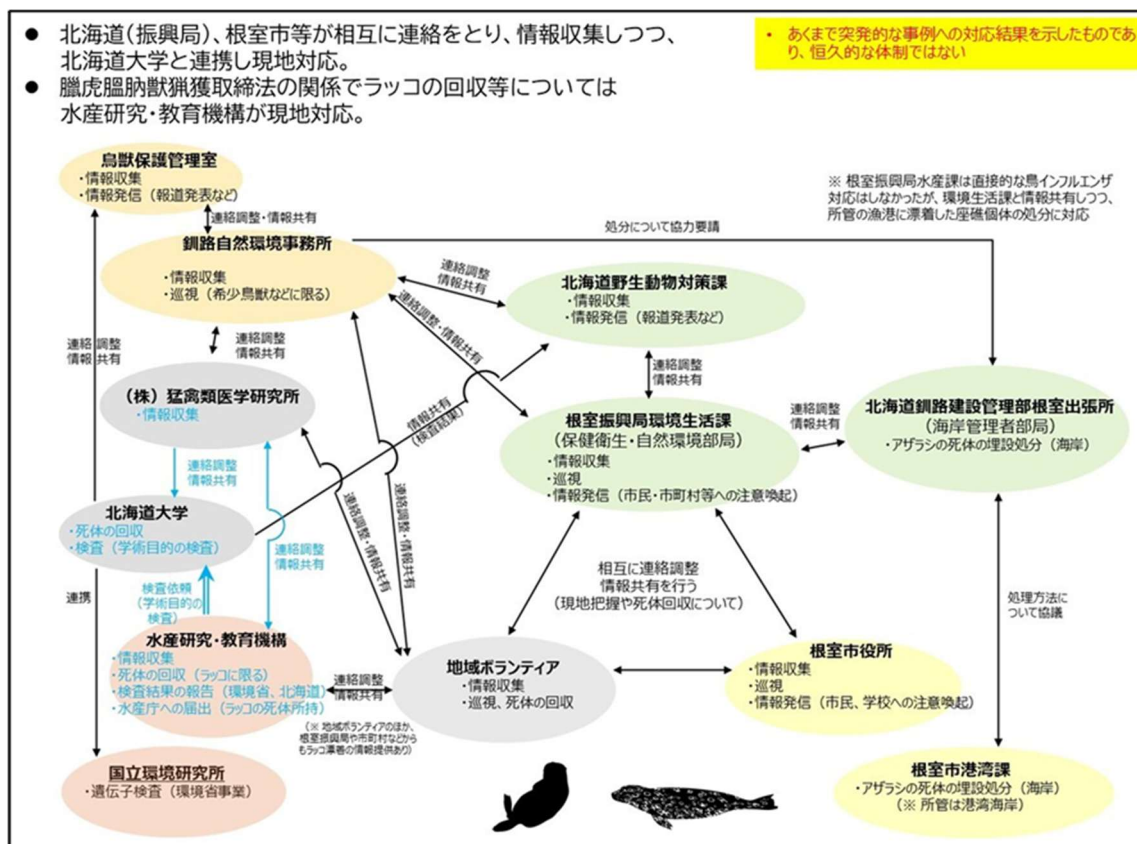 ● 北海道(振興局)、根室市等が相互に連絡をとり、情報収集しつつ、
北海道大学と連携し現地対応。
● 臘虎膃肭獣猟獲取締法の関係でラッコの回収等については
水産研究・教育機構が現地対応。
・ あくまで突発的な事例への対応結果を示したものであ
り、恒久的な体制ではない
鳥獣保護管理室
・情報収集
・情報発信(報道発表など)
連絡調整・情報共有
※ 根室振興局水産課は直接的な鳥インフルエンザ
対応はしなかったが、環境生活課と情報共有しつつ、
所管の漁港に漂着した座礁個体の処分に対応
釧路自然環境事務所
・情報収集
・巡視(希少鳥獣などに限る)
処分について協力要請
連絡調整
情報共有
北海道野生動物対策課
・情報収集
・情報発信(報道発表など)
連絡調整・情報共有
連絡調整
情報共有
連絡調整
情報共有
連絡調整
情報共有
(株)猛禽類医学研究所
・情報収集
情報共有
(検査結果)
根室振興局環境生活課
(保健衛生・自然環境部局)
・情報収集
・巡視
・情報発信(市民・市町村等への注意喚起)
連絡調整
情報共有
北海道釧路建設管理部根室出張所
(海岸管理者部局)
・アザラシの死体の埋設処分(海岸)
連絡調整
情報共有
北海道大学
・死体の回収
・検査(学術目的の検査)
連絡調整
情報共有
連絡調整・情報共有
連絡調整・情報共有
連携
検査依頼
(学術目的の
検査)
相互に連絡調整
情報共有を行う
(現地把握や死体回収について)
処理方法に
ついて協議
水産研究・教育機構
・情報収集
・死体の回収(ラッコに限る)
・検査結果の報告(環境省、北海道)
・水産庁への届出(ラッコの死体所持)
連絡調整
情報共有
(※ 地域ボランティアのほか、
根室振興局や市町村などから
もラッコ漂着の情報提供あり)
地域ボランティア
・情報収集
・巡視、死体の回収
根室市役所
・情報収集
・巡視
・情報発信(市民、学校への注意喚起)
国立環境研究所
・遺伝子検査(環境省事業)
根室市港湾課
・アザラシの死体の埋設処分(海岸)
(※ 所管は港湾海岸)